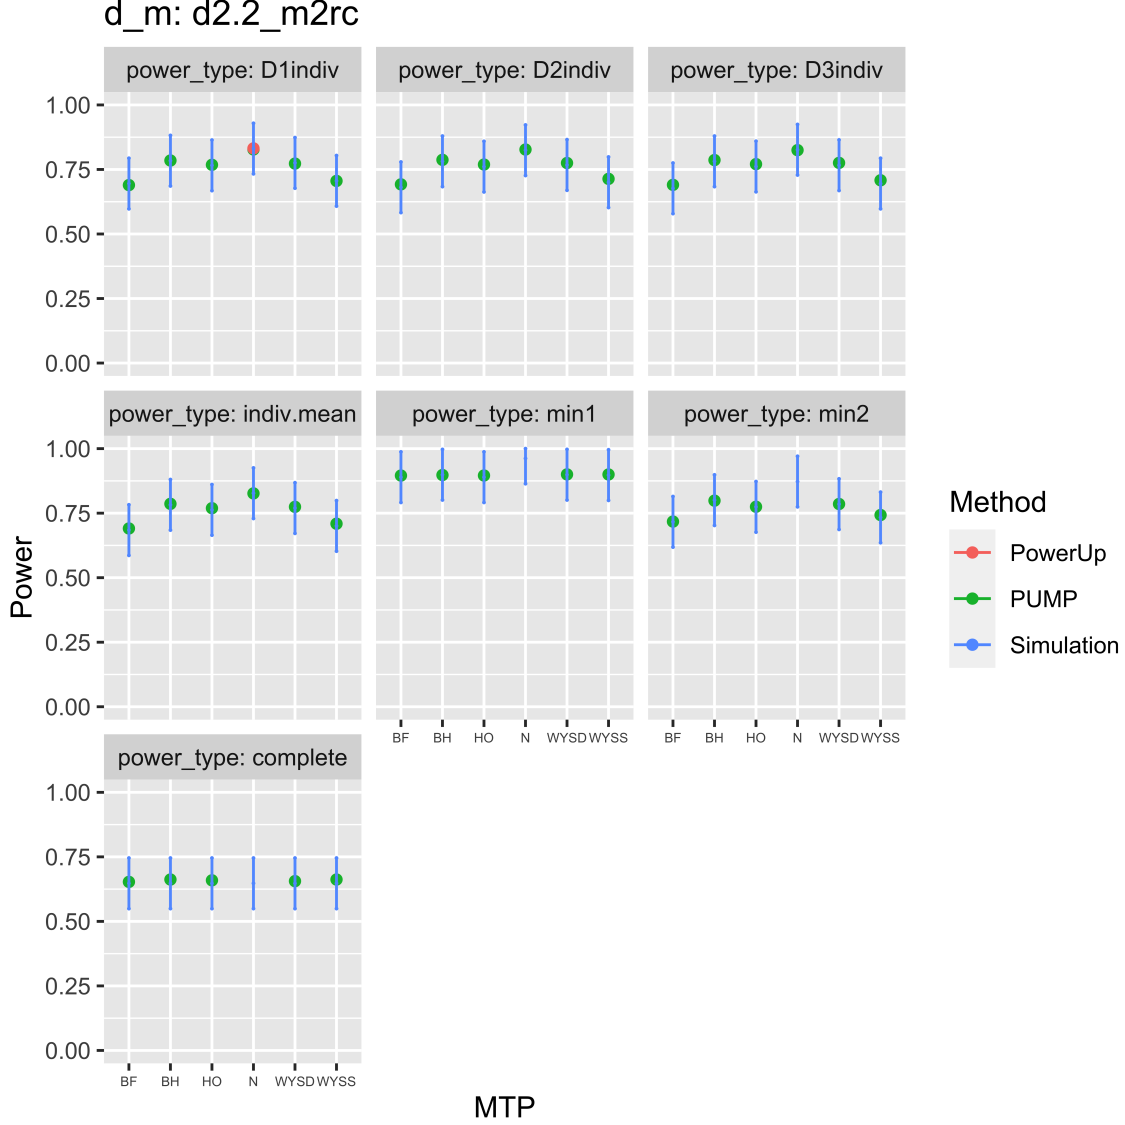 d_m: d2.2_m2rc
power_type: D1indiv
power_type: D2indiv
power_type: D3indiv
1.00
0.75
0.50
0.25
0.00
power_type: indiv.mean
power_type: min1
power_type: min2
1.00
0.75
0.50
0.25
0.00
BF BH HO N WYSD WYSS
BF BH HO N WYSD WYSS
power_type: complete
1.00
0.75
0.50
0.25
0.00
BF BH HO N WYSD WYSS
MTP
Power
Method
PowerUp
PUMP
Simulation